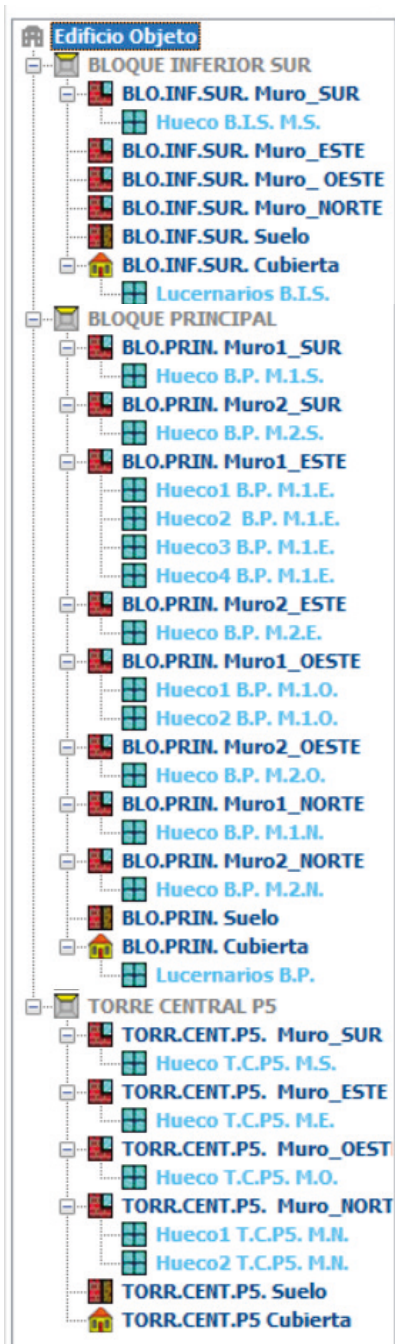 Edificio Objeto
BLOQUE INFERIOR SUR
BLO.INF.SUR. Muro_SUR
Hueco B.I.S. M.S.
BLO.INF.SUR. Muro_ESTE
BLO.INF.SUR. Muro_ OESTE
BLO.INF.SUR. Muro_NORTE
BLO.INF.SUR. Suelo
BLO.INF.SUR. Cubierta
Lucernarios B.I.S.
BLOQUE PRINCIPAL
BLO.PRIN. Muro1_SUR
Hueco B.P. M.1.S.
BLO.PRIN. Muro2_SUR
Hueco B.P. M.2.S.
BLO.PRIN. Muro1_ESTE
Hueco1 B.P. M.1.E.
Hueco2  B.P. M.1.E.
Hueco3 B.P. M.1.E.
Hueco4 B.P. M.1.E.
BLO.PRIN. Muro2_ESTE
Hueco B.P. M.2.E.
BLO.PRIN. Muro1_OESTE
Hueco1 B.P. M.1.O.
Hueco2 B.P. M.1.O.
BLO.PRIN. Muro2_OESTE
Hueco B.P. M.2.O.
BLO.PRIN. Muro1_NORTE
Hueco B.P. M.1.N.
BLO.PRIN. Muro2_NORTE
Hueco B.P. M.2.N.
BLO.PRIN. Suelo
BLO.PRIN. Cubierta
Lucernarios B.P.
TORRE CENTRAL P5
TORR.CENT.P5.  Muro_SUR
Hueco T.C.P5. M.S.
TORR.CENT.P5.  Muro_ESTE
Hueco T.C.P5. M.E.
TORR.CENT.P5.  Muro_OEST
Hueco T.C.P5. M.O.
TORR.CENT.P5.  Muro_NORT
Hueco1 T.C.P5. M.N.
Hueco2 T.C.P5. M.N.
TORR.CENT.P5. Suelo
TORR.CENT.P5 Cubierta